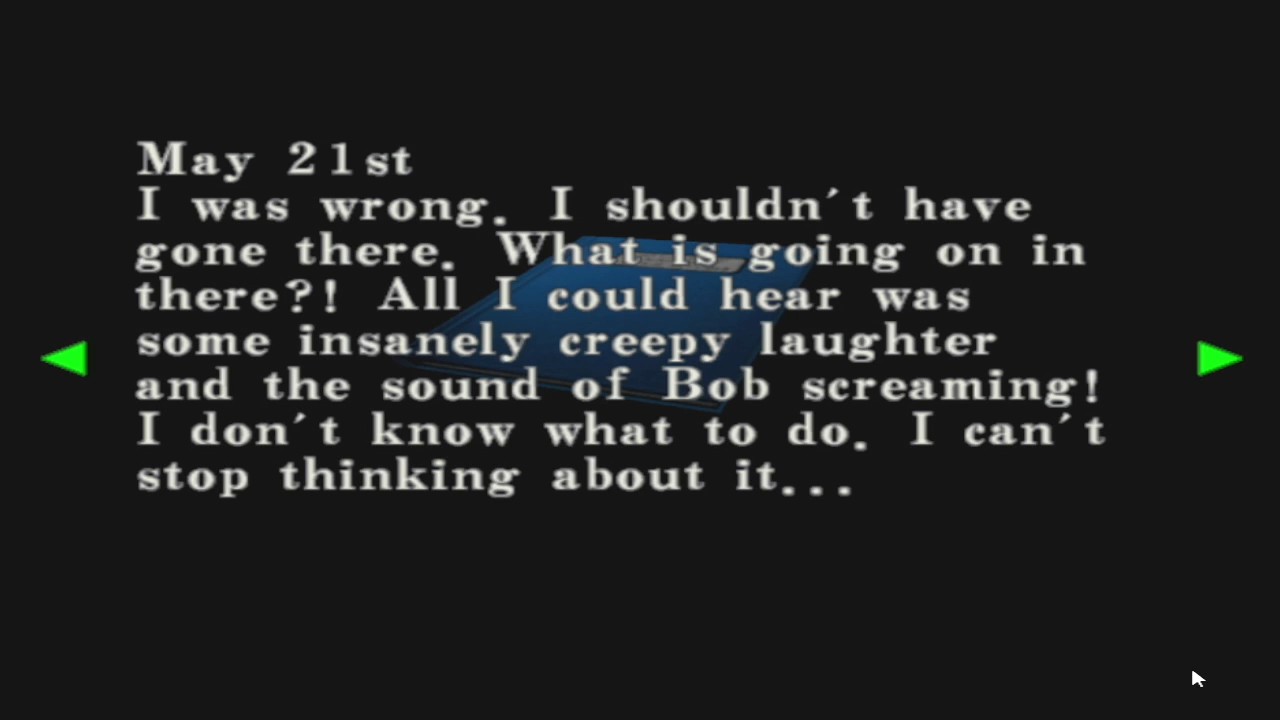 May 21st
I was wrong. I shouldn't have
gone there. What is going on in
there?! All I could hear was
some insanely creepy laughter
and the sound of Bob screaming!
I don't know what to do. I can't
stop thinking about it...